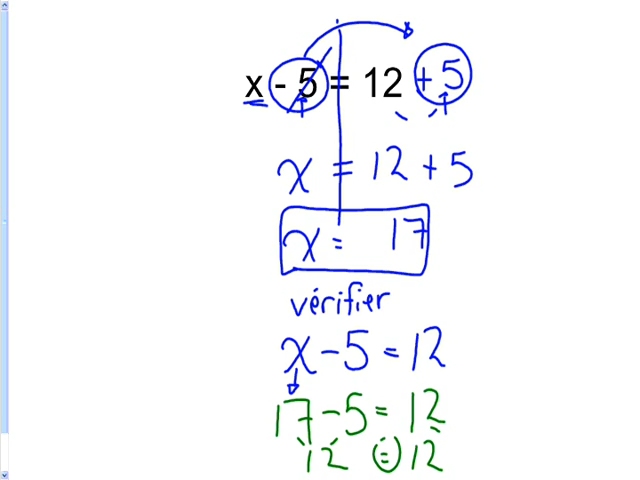 x - 5 = 12 + 5
x = 12 + 5
x = 17
vérifier
x - 5 = 12
17 - 5 = 12
12 = 12